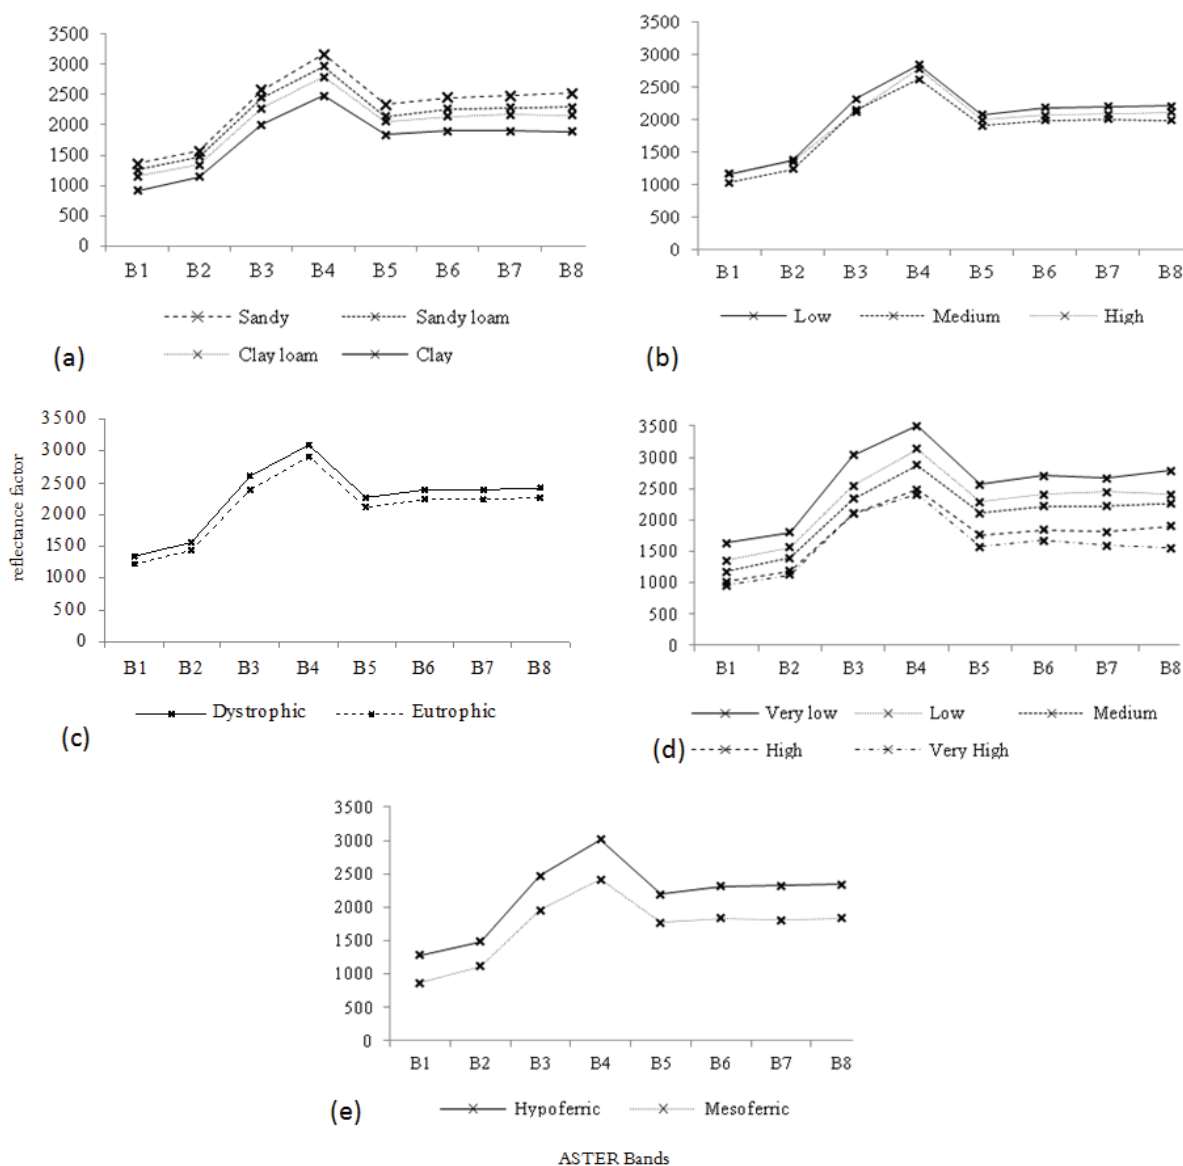 3500
3000
2500
2000
1500
1000
500
0
B1 B2 B3 B4 B5 B6 B7 B8
Sandy Sandy loam
Clay loam Clay
(a)
3500
3000
2500
2000
1500
1000
500
0
B1 B2 B3 B4 B5 B6 B7 B8
Low Medium High
(b)
reflectance factor
3500
3000
2500
2000
1500
1000
500
0
B1 B2 B3 B4 B5 B6 B7 B8
Dystrophic Eutrophic
(c)
3500
3000
2500
2000
1500
1000
500
0
B1 B2 B3 B4 B5 B6 B7 B8
Very low Low Medium
High Very High
(d)
3500
3000
2500
2000
1500
1000
500
0
B1 B2 B3 B4 B5 B6 B7 B8
Hypoferric Mesoferric
(e)
ASTER Bands